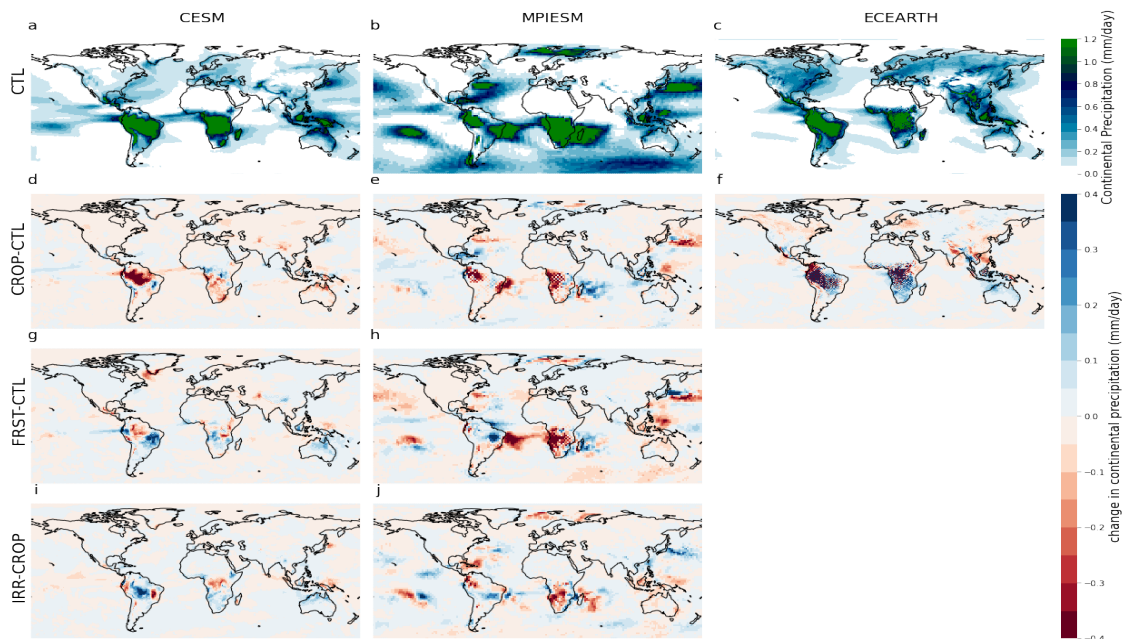 CESM
MPIESM
ECEARTH
a
b
c
CTL
1.2
1.0
0.8
0.6
0.4
0.2
0.0
Continental Precipitation (mm/day)
d
e
f
CROP-CTL
g
h
FRST-CTL
i
j
IRR-CROP
0.4
0.3
0.2
0.1
0.0
−0.1
−0.2
−0.3
−0.4
change in continental precipitation (mm/day)